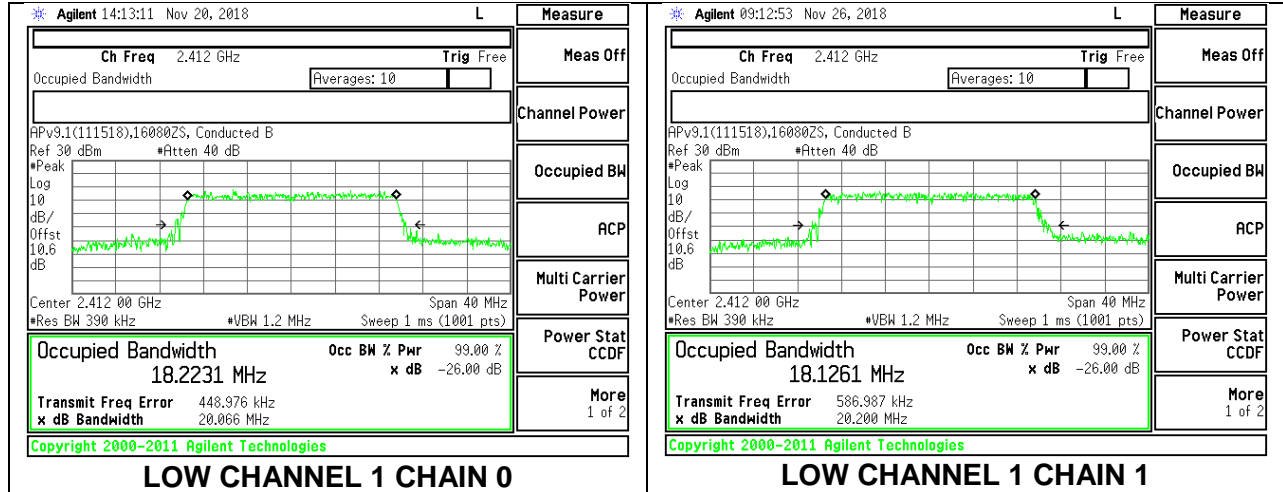 Agilent 14:13:11 Nov 20, 2018 L Measure
Ch Freq 2.412 GHz Trig Free
Meas Off
Occupied Bandwidth Averages: 10
Channel Power
APv9.1(111518),16080ZS, Conducted B
Ref 30 dBm #Atten 40 dB
#Peak
Log
10
dB/
Offst
10.6
dB
Occupied BW
ACP
Multi Carrier
Power
Center 2.412 00 GHz Span 40 MHz
#Res BW 390 kHz #VBW 1.2 MHz Sweep 1 ms (1001 pts)
Power Stat
CCDF
Occupied Bandwidth Occ BW % Pwr 99.00 %
18.2231 MHz x dB -26.00 dB
Transmit Freq Error 448.976 kHz
x dB Bandwidth 20.066 MHz
More
1 of 2
Copyright 2000-2011 Agilent Technologies
LOW CHANNEL 1 CHAIN 0
Agilent 09:12:53 Nov 26, 2018 L Measure
Ch Freq 2.412 GHz Trig Free
Meas Off
Occupied Bandwidth Averages: 10
Channel Power
APv9.1(111518),16080ZS, Conducted B
Ref 30 dBm #Atten 40 dB
#Peak
Log
10
dB/
Offst
10.6
dB
Occupied BW
ACP
Multi Carrier
Power
Center 2.412 00 GHz Span 40 MHz
#Res BW 390 kHz #VBW 1.2 MHz Sweep 1 ms (1001 pts)
Power Stat
CCDF
Occupied Bandwidth Occ BW % Pwr 99.00 %
18.1261 MHz x dB -26.00 dB
Transmit Freq Error 586.987 kHz
x dB Bandwidth 20.200 MHz
More
1 of 2
Copyright 2000-2011 Agilent Technologies
LOW CHANNEL 1 CHAIN 1